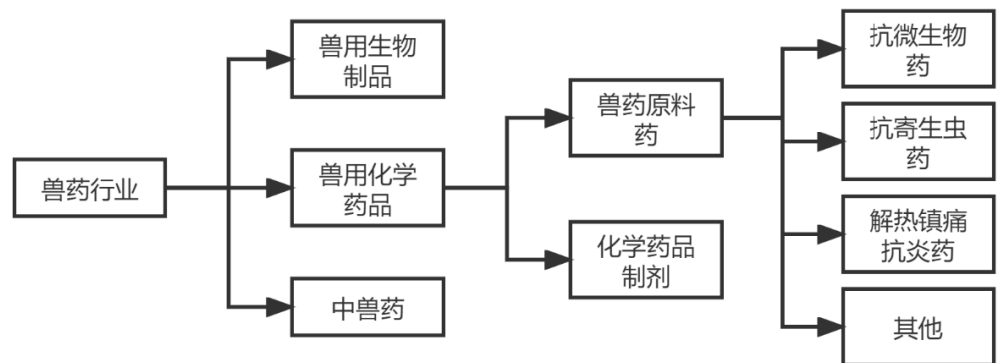 兽药行业
兽用生物
制品
兽用化学
药品
中兽药
兽药原料
药
化学药品
制剂
抗微生物
药
抗寄生虫
药
解热镇痛
抗炎药
其他